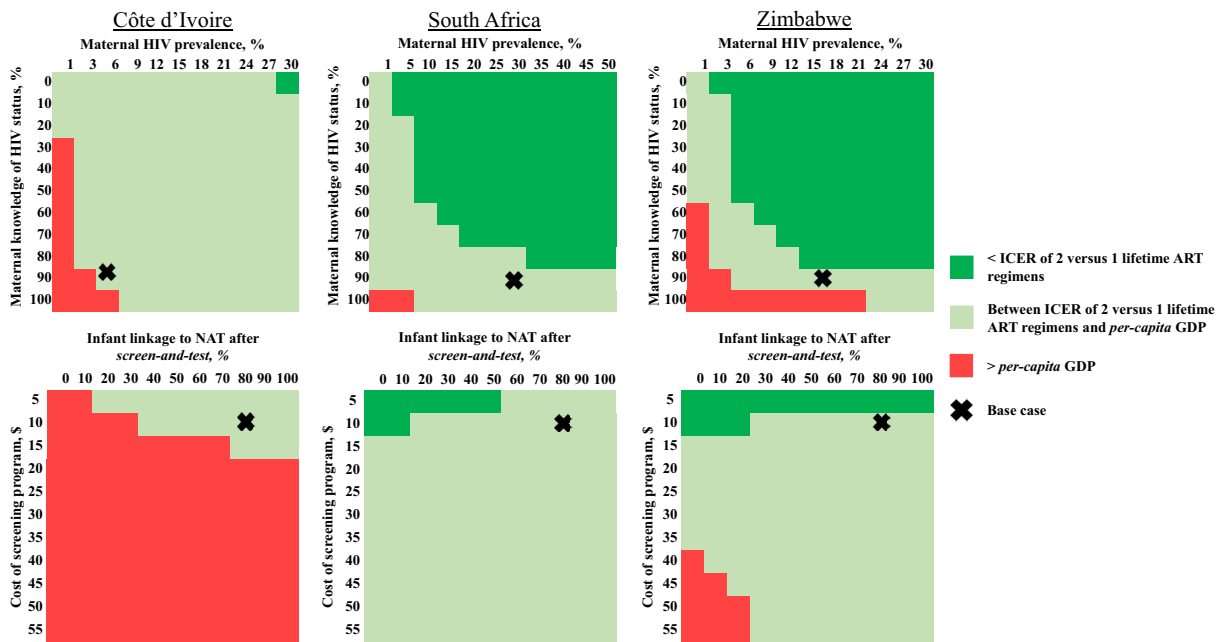 Côte d’Ivoire
South Africa
Zimbabwe
Maternal HIV prevalence, %
Maternal HIV prevalence, %
Maternal HIV prevalence, %
1 3 6 9 12 15 18 21 24 27 30
1 5 10 15 20 25 30 35 40 45 50
1 3 6 9 12 15 16 18 21 24 27 30
Maternal knowledge of HIV status, %
0
10
20
30
40
50
60
70
80
90
100
Maternal knowledge of HIV status, %
0
10
20
30
40
50
60
70
80
90
100
Maternal knowledge of HIV status, %
0
10
20
30
40
50
60
70
80
90
100
< ICER of 2 versus 1 lifetime ART
regimens
Between ICER of 2 versus 1 lifetime
ART regimens and per-capita GDP
> per-capita GDP
Base case
Infant linkage to NAT after
screen-and-test, %
Infant linkage to NAT after
screen-and-test, %
Infant linkage to NAT after
screen-and-test, %
0 10 20 30 40 50 60 70 80 90 100
0 10 20 30 40 50 60 70 80 90 100
0 10 20 30 40 50 60 70 80 90 100
Cost of screening program, $
5
10
15
20
25
30
35
40
45
50
55
Cost of screening program, $
5
10
15
20
25
30
35
40
45
50
55
Cost of screening program, $
5
10
15
20
25
30
35
40
45
50
55